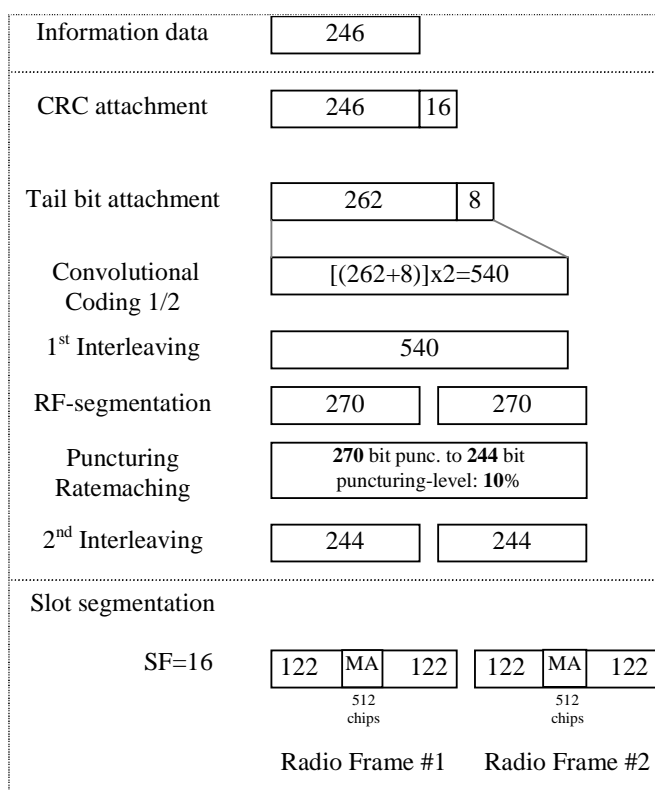 Information data 246
CRC attachment 246 16
Tail bit attachment 262 8
Convolutional
Coding 1/2
[(262+8)]x2=540
1st Interleaving 540
RF-segmentation 270 270
Puncturing
Ratemaching
270 bit punc. to 244 bit
puncturing-level: 10%
2nd Interleaving 244 244
Slot segmentation
SF=16 122 MA 122 122 MA 122
512 512
chips chips
Radio Frame #1 Radio Frame #2